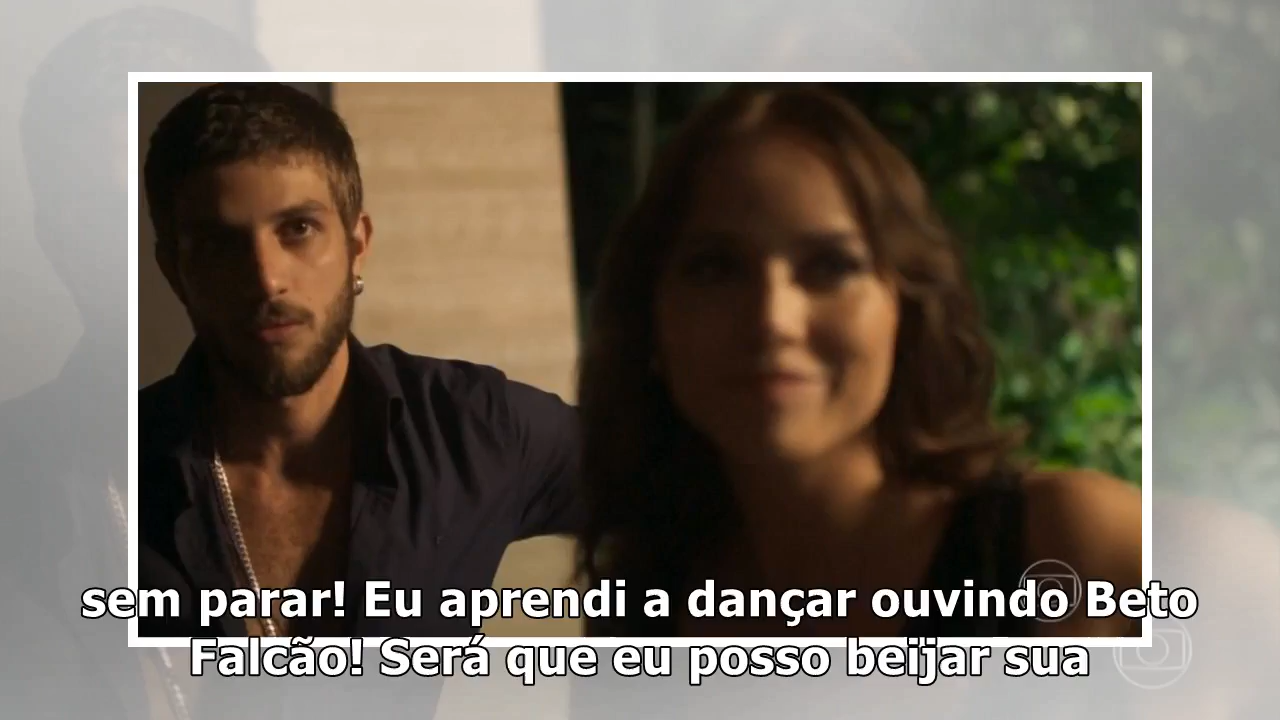 sem parar! Eu aprendi a dançar ouvindo Beto
Falcão! Será que eu posso beijar sua